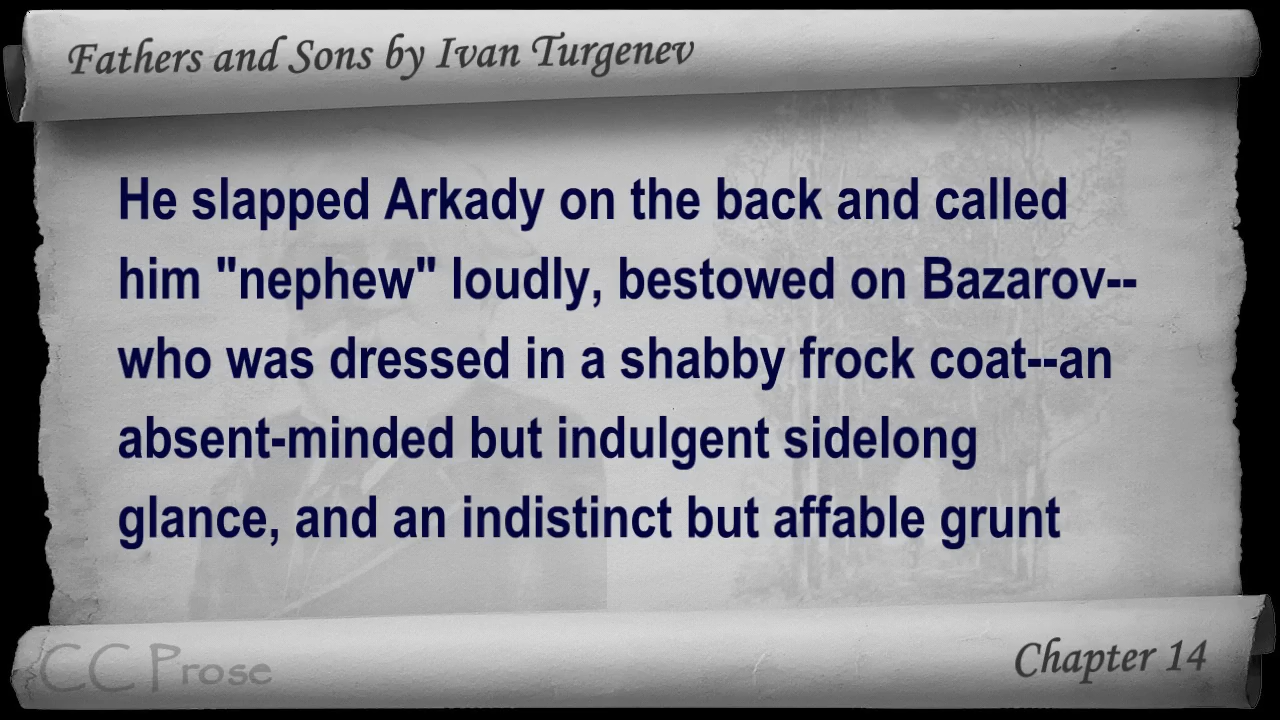 Fathers and Sons by Ivan Turgenev
He slapped Arkady on the back and called
him "nephew" loudly, bestowed on Bazarov--
who was dressed in a shabby frock coat--an
absent-minded but indulgent sidelong
glance, and an indistinct but affable grunt
CC Prose
Chapter 14